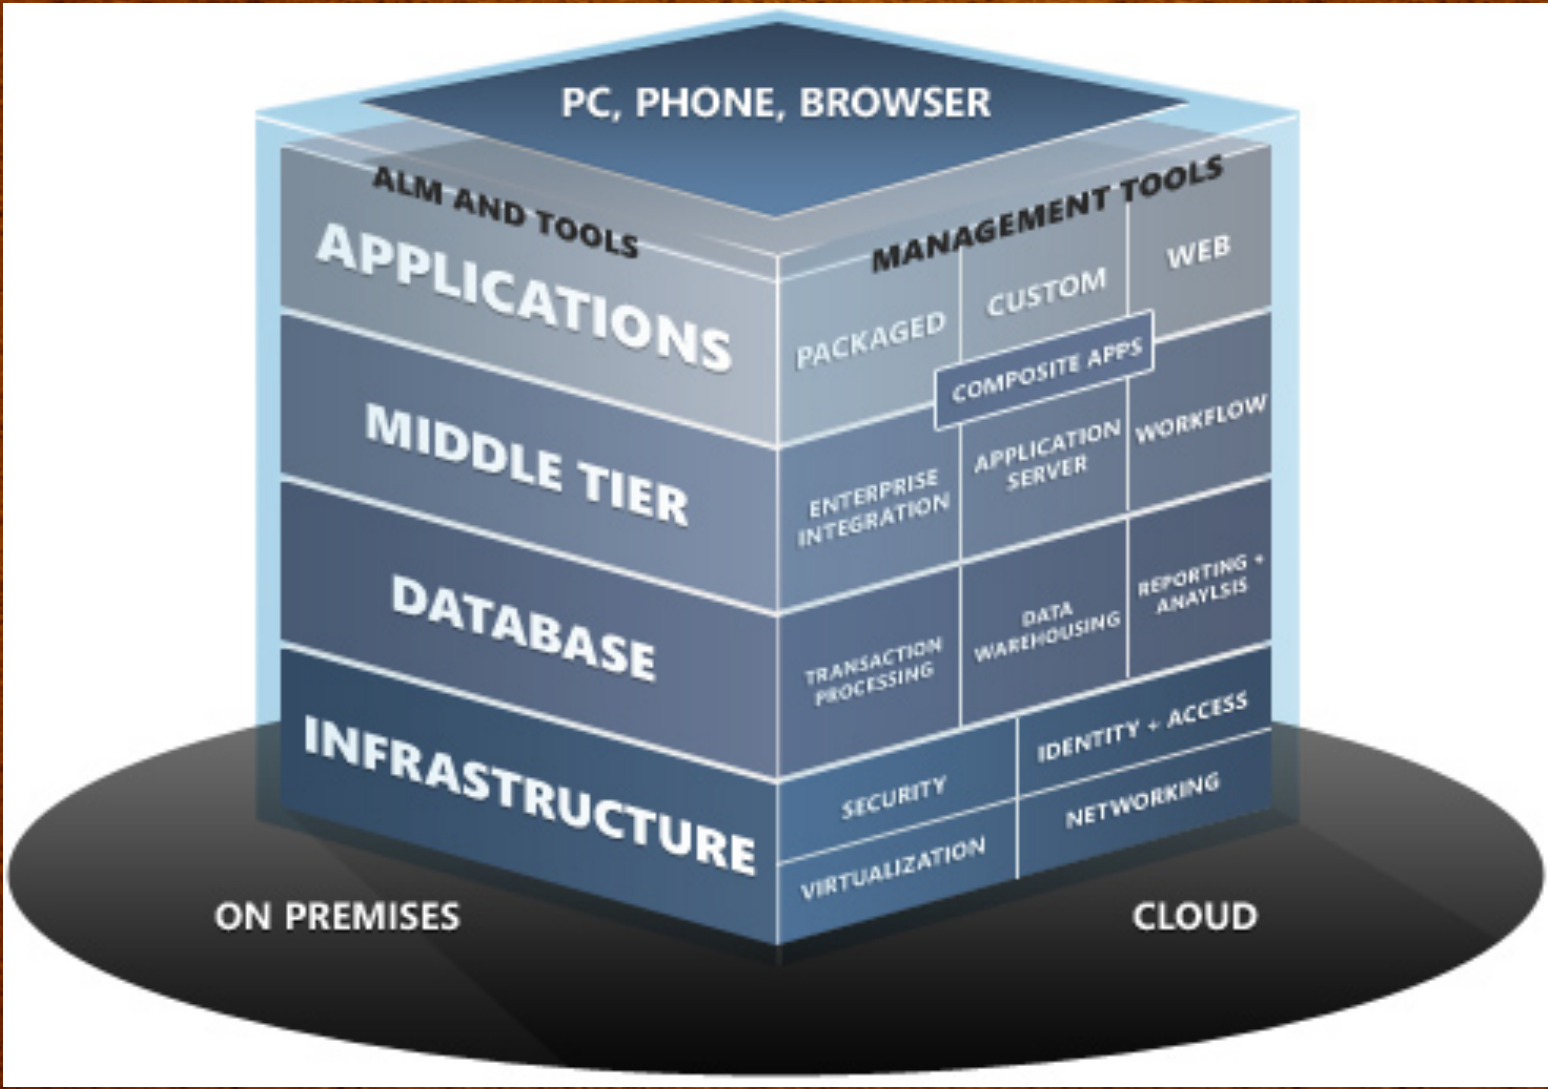 PC, PHONE, BROWSER
ALM AND TOOLS
MANAGEMENT TOOLS
APPLICATIONS
PACKAGED
CUSTOM
WEB
COMPOSITE APPS
MIDDLE TIER
ENTERPRISE
INTEGRATION
APPLICATION
SERVER
WORKFLOW
DATABASE
TRANSACTION
PROCESSING
DATA
WAREHOUSING
REPORTING +
ANAYLSIS
INFRASTRUCTURE
SECURITY
IDENTITY + ACCESS
VIRTUALIZATION
NETWORKING
ON PREMISES
CLOUD